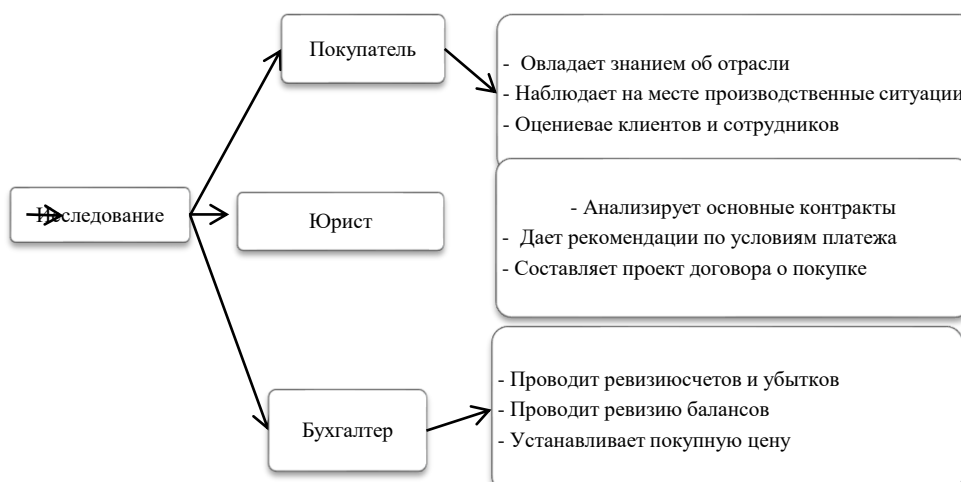 Покупатель
- Овладает знанием об отрасли
- Наблюдает на месте производственные ситуации
- Оцениевае клиентов и сотрудников
Исследование
Юрист
- Анализирует основные контракты
- Дает рекомендации по условиям платежа
- Составляет проект договора о покупке
Бухгалтер
- Проводит ревизиюсчетов и убытков
- Проводит ревизию балансов
- Устанавливает покупную цену